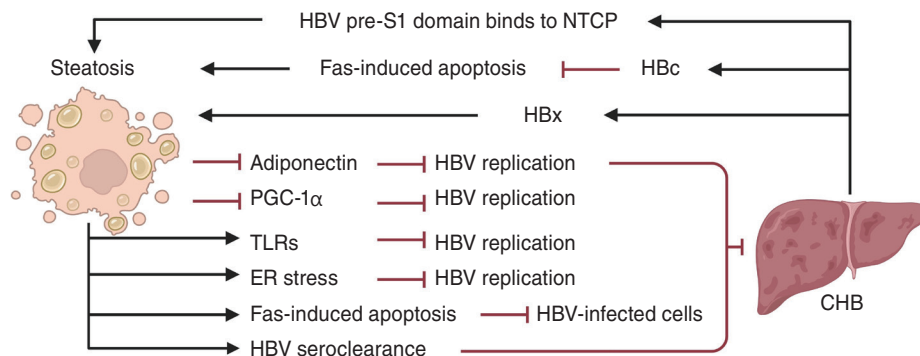 HBV pre-S1 domain binds to NTCP
Steatosis Fas-induced apoptosis HBc
HBx
Adiponectin HBV replication
PGC-1α HBV replication
TLRs HBV replication
ER stress HBV replication
Fas-induced apoptosis HBV-infected cells
HBV seroclearance
CHB